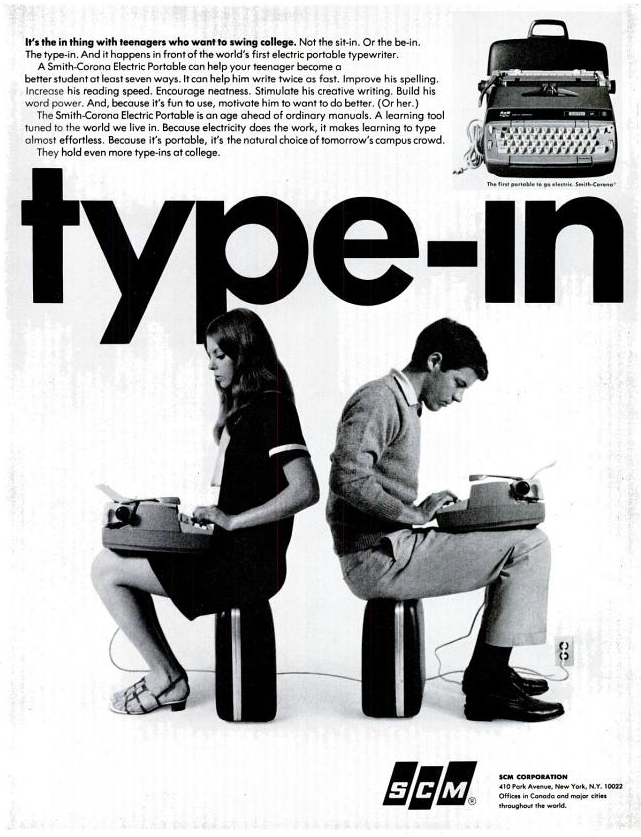 It's the in thing with teenagers who want to swing college. Not the sit-in. Or the be-in.
The type-in. And it happens in front of the world's first electric portable typewriter.
A Smith-Corona Electric Portable can help your teenager become a
better student at least seven ways. It can help him write twice as fast. Improve his spelling.
Increase his reading speed. Encourage neatness. Stimulate his creative writing. Build his
word power. And, because it's fun to use, motivate him to want to do better. (Or her.)
The Smith-Corona Electric Portable is an age ahead of ordinary manuals. A learning tool
tuned to the world we live in. Because electricity does the work, it makes learning to type
almost effortless. Because it's portable, it's the natural choice of tomorrow's campus crowd.
They hold even more type-ins at college.
The first portable to go electric. Smith-Corona®
type-in
SCM®
SCM CORPORATION
410 Park Avenue, New York, N.Y. 10022
Offices in Canada and major cities
throughout the world.